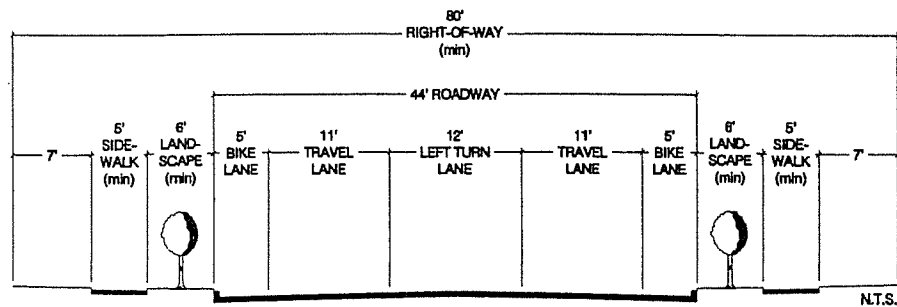 80'
RIGHT-OF-WAY
(min)
44' ROADWAY
7'
5'
SIDE-
WALK
(min)
6'
LAND-
SCAPE
(min)
5'
BIKE
LANE
11'
TRAVEL
LANE
12'
LEFT TURN
LANE
11'
TRAVEL
LANE
5'
BIKE
LANE
6'
LAND-
SCAPE
(min)
5'
SIDE-
WALK
(min)
7'
N.T.S.